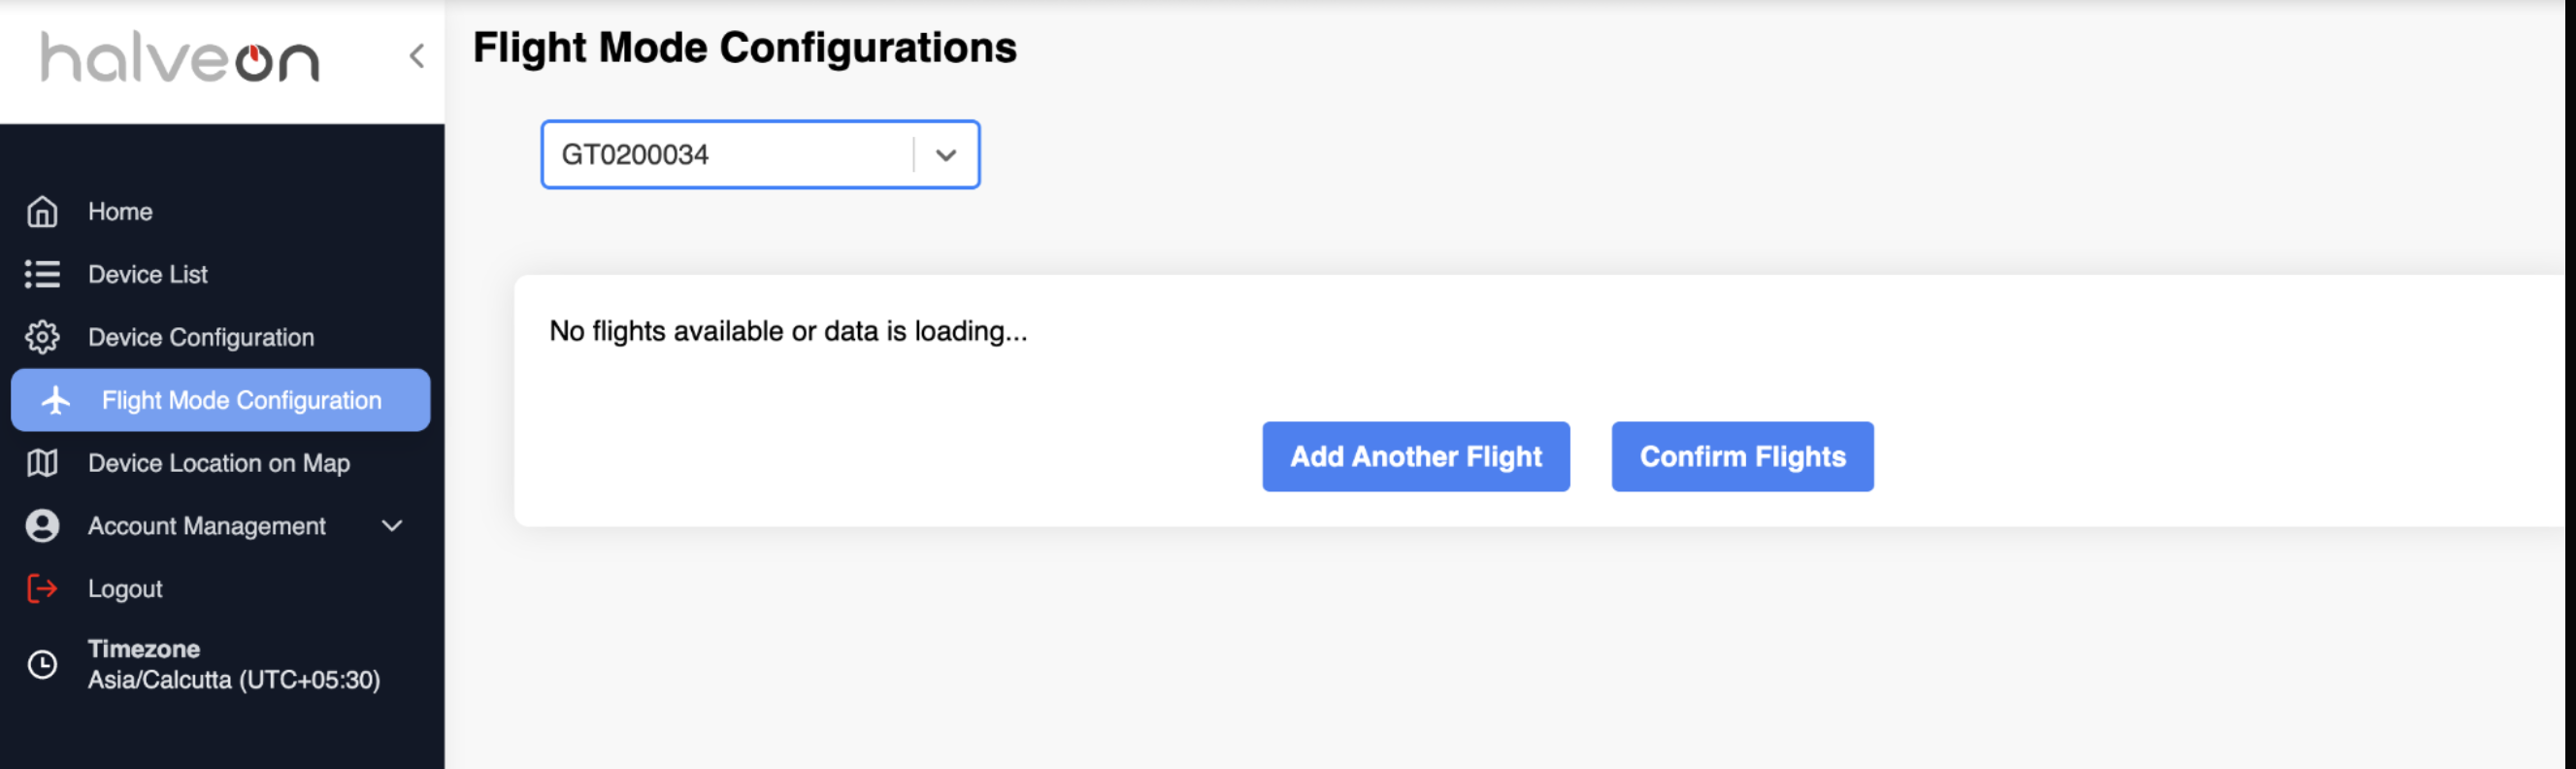 halveon
Flight Mode Configurations
GT0200034
Home
Device List
Device Configuration
Flight Mode Configuration
Device Location on Map
Account Management
Logout
Timezone
Asia/Calcutta (UTC+05:30)
No flights available or data is loading...
Add Another Flight
Confirm Flights